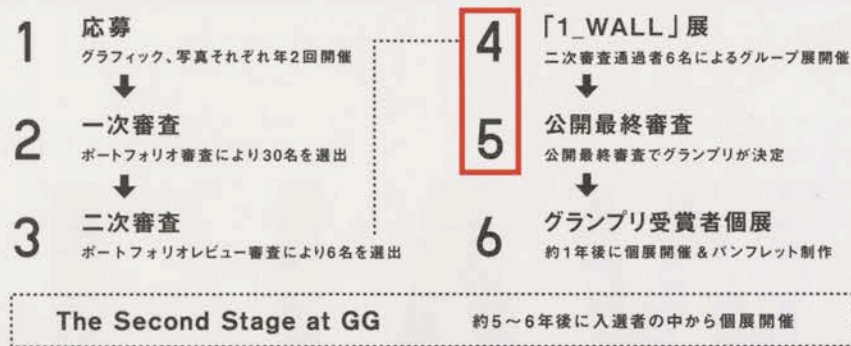 1 応募
グラフィック、写真それぞれ年2回開催
2 一次審査
ポートフォリオ審査により30名を選出
3 二次審査
ポートフォリオレビュー審査により6名を選出
4 「1_WALL」展
二次審査通過者6名によるグループ展開催
5 公開最終審査
公開最終審査でグランプリが決定
6 グランプリ受賞者個展
約1年後に個展開催&パンフレット制作
The Second Stage at GG 約5〜6年後に入選者の中から個展開催